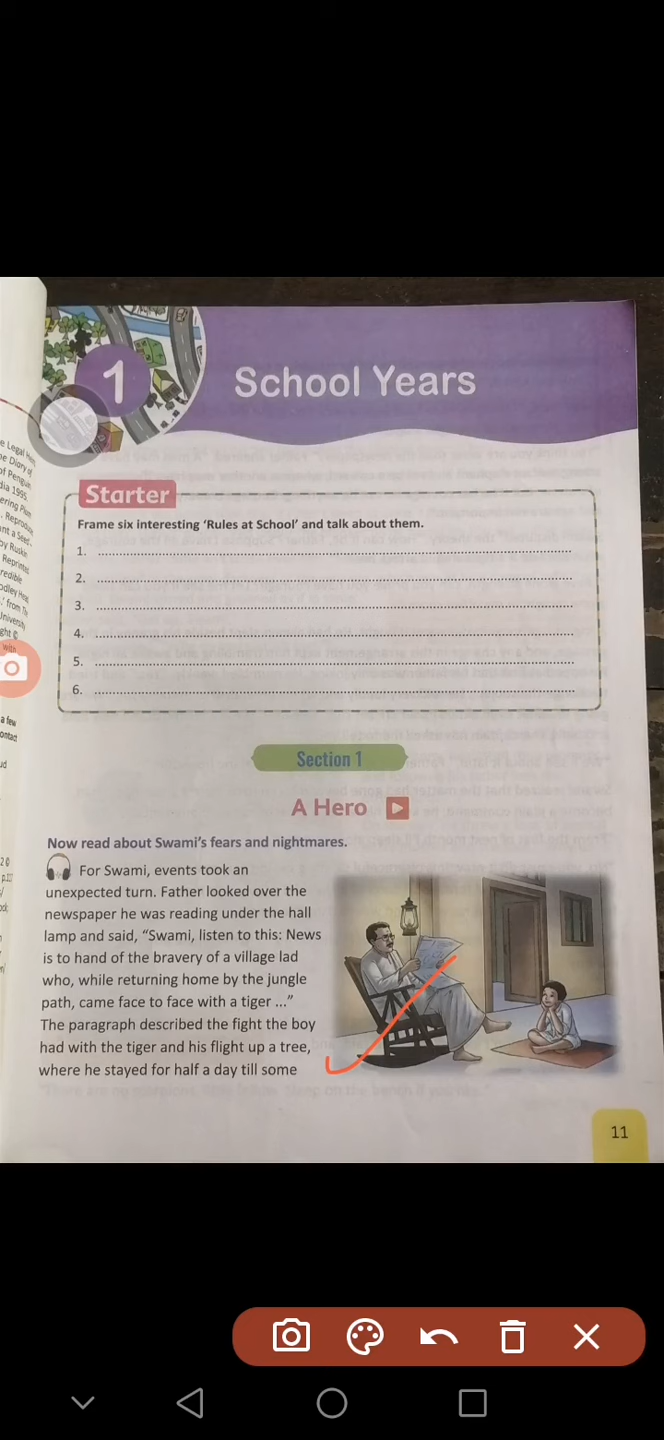 1
School Years
Starter
Frame six interesting ‘Rules at School’ and talk about them.
1.
2.
3.
4.
5.
6.
Section 1
A Hero
Now read about Swami’s fears and nightmares.
For Swami, events took an
unexpected turn. Father looked over the
newspaper he was reading under the hall
lamp and said, “Swami, listen to this: News
is to hand of the bravery of a village lad
who, while returning home by the jungle
path, came face to face with a tiger ...”
The paragraph described the fight the boy
had with the tiger and his flight up a tree,
where he stayed for half a day till some
11